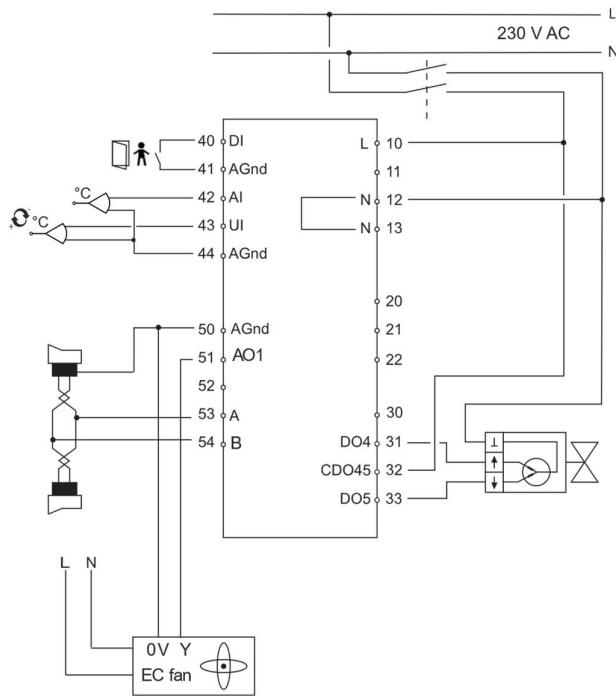 L
230 V AC
N
40 DI
L 10
41 AGnd
11
°C
42 AI
N 12
+ °C
43 UI
N 13
44 AGnd
20
50 AGnd
21
51 AO1
22
52
53 A
30
54 B
DO4 31
CDO45 32
DO5 33
L N
0V Y
EC fan